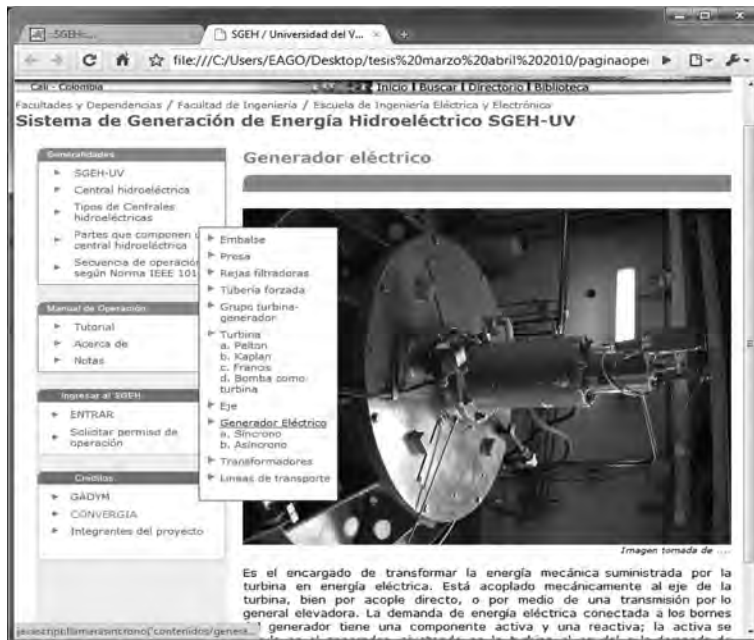 SGEH
SGEH / Universidad del V...
file:///C:/Users/EAGO/Desktop/tesis%20marzo%20abril%202010/paginaoper
Cali - Colombia
Inicio | Buscar | Directorio | Biblioteca
Facultades y Dependencias / Facultad de Ingeniería / Escuela de Ingeniería Eléctrica y Electrónica
Sistema de Generación de Energía Hidroeléctrico SGEH-UV
Generalidades
SGEH-UV
Central hidroeléctrica
Tipos de Centrales
hidroeléctricas
Partes que componen
central hidroeléctrica
Secuencia de operación
según Norma IEEE 101
Manual de Operación
Tutorial
Acerca de
Notas
Ingresar al SGEH
ENTRAR
Solicitar permiso de
operación
Creditos
GADYM
CONVERGIA
Integrantes del proyecto
Embalse
Presa
Rejas filtradoras
Tubería forzada
Grupo turbina-
generador
Turbina
a. Pelton
b. Kaplan
c. Francis
d. Bomba como
turbina
Eje
Generador Eléctrico
a. Síncrono
b. Asíncrono
Transformadores
Lineas de transporte
Generador eléctrico
Imagen tomada de ....
Es el encargado de transformar la energía mecánica suministrada por la
turbina en energía eléctrica. Está acoplado mecánicamente al eje de la
turbina, bien por acople directo, o por medio de una transmisión por lo
general elevadora. La demanda de energía eléctrica conectada a los bornes
generador tiene una componente activa y una reactiva; la activa se
javascript:llamarasincrono('contenidos/gener...